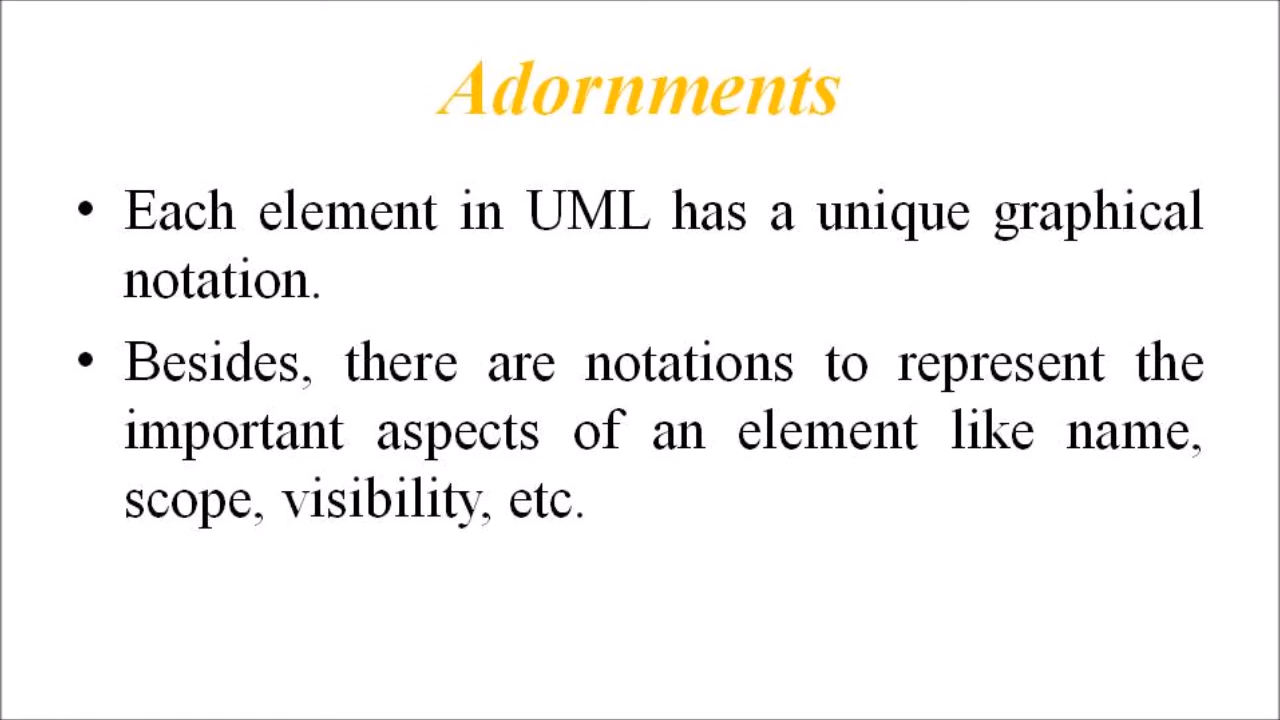 Adornments
• Each element in UML has a unique graphical
notation.
• Besides, there are notations to represent the
important aspects of an element like name,
scope, visibility, etc.